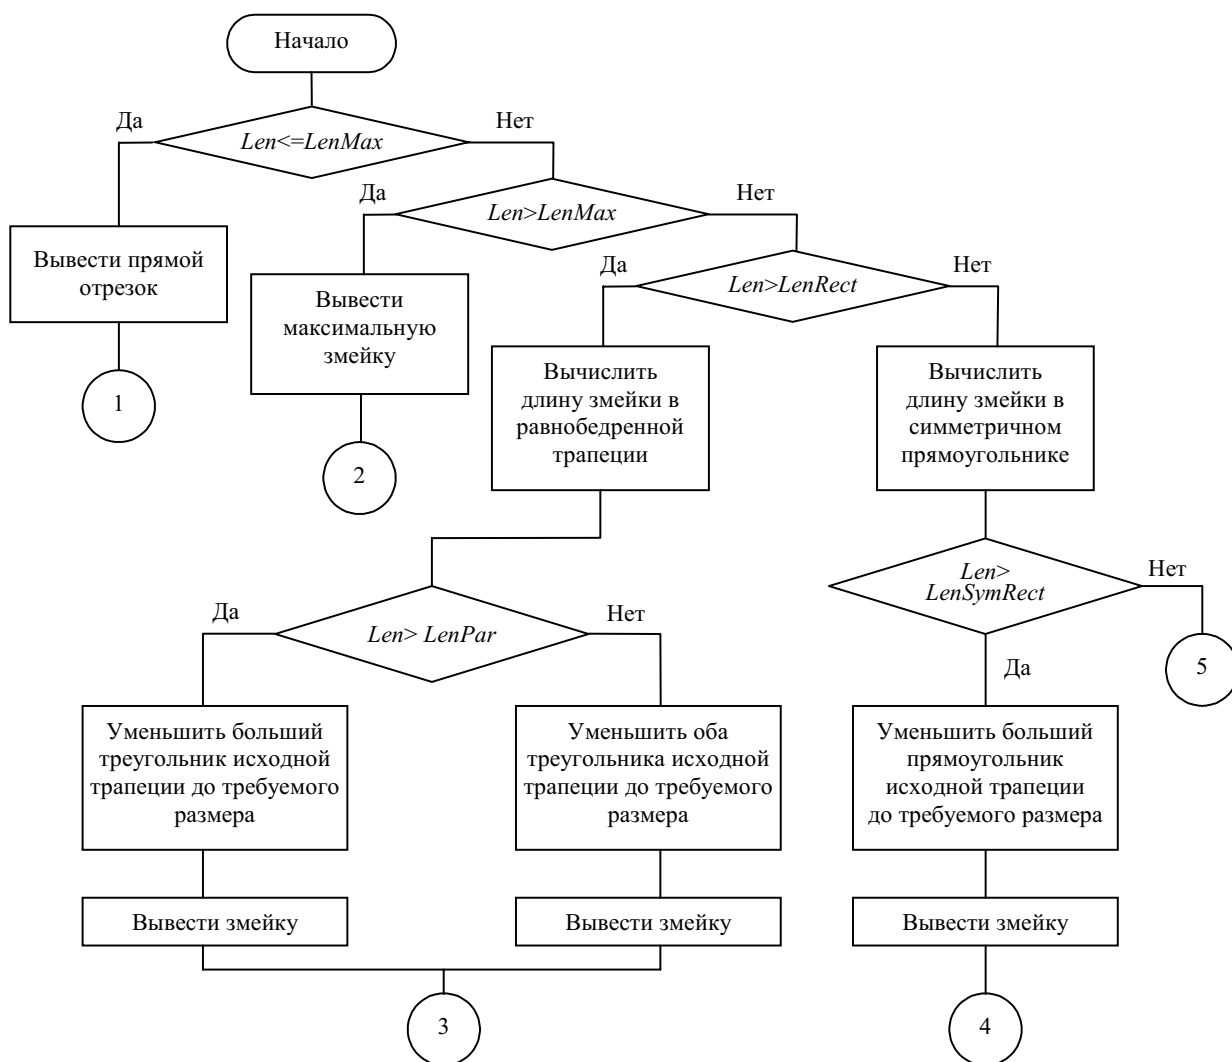 Начало
Да
Нет
Len<=LenMax
Да
Нет
Len>LenMax
Вывести прямой
отрезок
Да
Нет
Len>LenRect
Вывести
максимальную
змейку
1
Вычислить
длину змейки в
равнобедренной
трапеции
Вычислить
длину змейки в
симметричном
прямоугольнике
2
Len>
LenSymRect
Нет
Да
Нет
Len> LenPar
5
Да
Уменьшить больший
треугольник исходной
трапеции до требуемого
размера
Уменьшить оба
треугольника исходной
трапеции до требуемого
размера
Уменьшить больший
прямоугольник
исходной трапеции
до требуемого размера
Вывести змейку
Вывести змейку
Вывести змейку
3
4